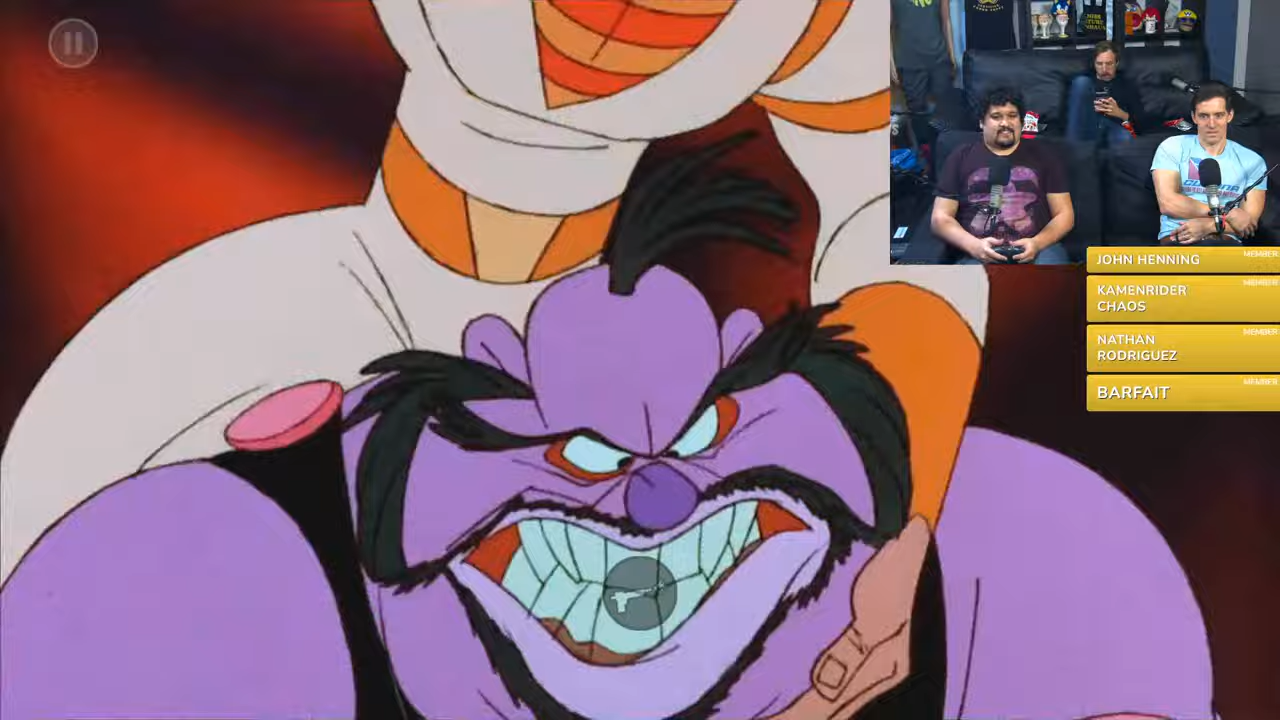 JOHN HENNING
MEMBER
KAMENRIDER
CHAOS
MEMBER
NATHAN
RODRIGUEZ
MEMBER
BARFAIT
MEMBER